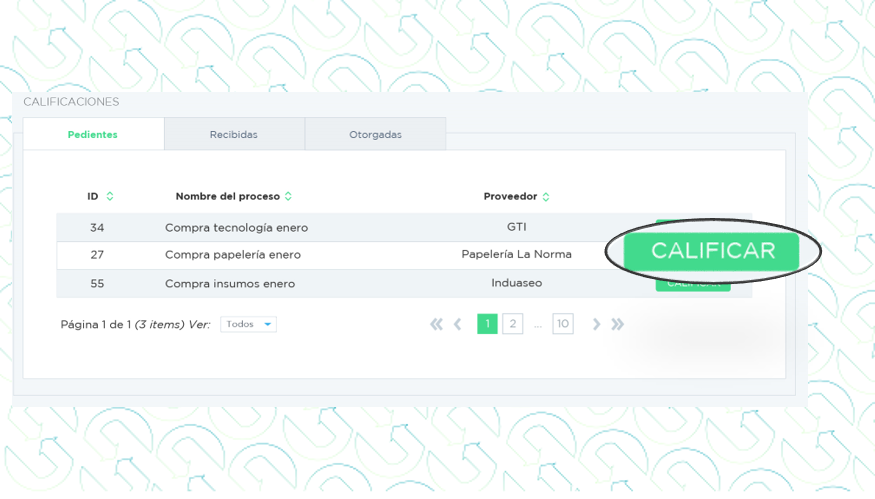 CALIFICACIONES
Pedientes Recibidas Otorgadas
ID Nombre del proceso Proveedor
34 Compra tecnología enero GTI
27 Compra papelería enero Papelería La Norma CALIFICAR
55 Compra insumos enero Induaseo
Página 1 de 1 (3 items) Ver: Todos 1 2 ... 10